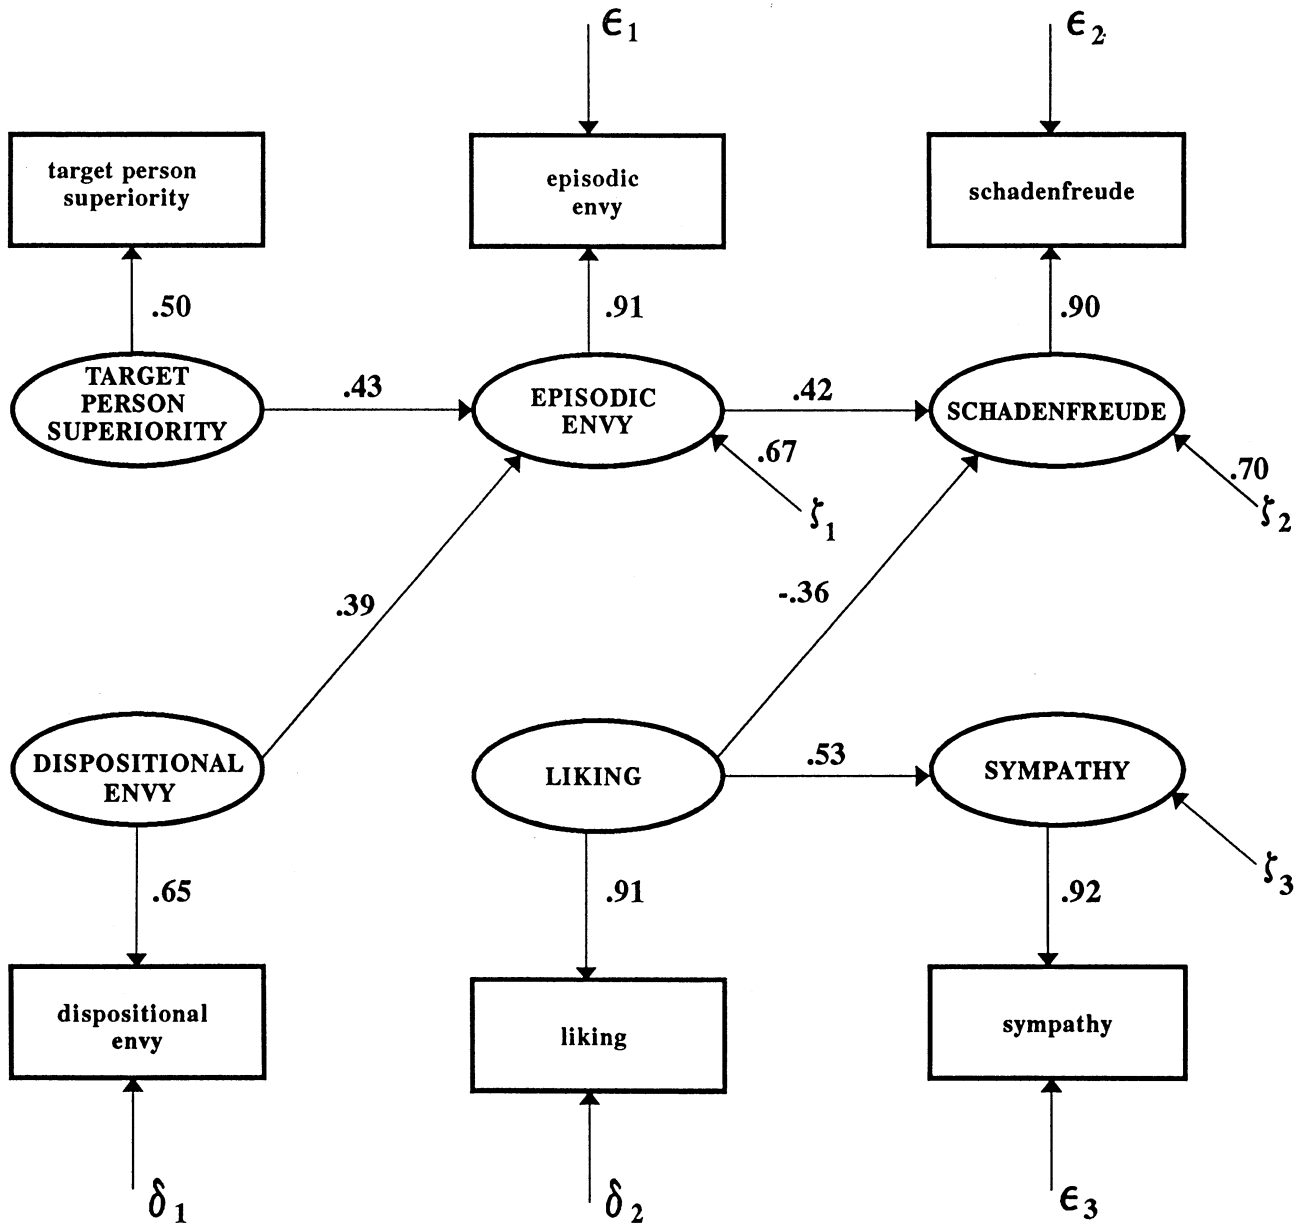 ϵ1
ϵ2
target person
superiority
episodic
envy
schadenfreude
.50
.91
.90
TARGET
PERSON
SUPERIORITY
.43
EPISODIC
ENVY
.42
SCHADENFREUDE
.67
ζ1
.70
ζ2
.39
-.36
DISPOSITIONAL
ENVY
LIKING
.53
SYMPATHY
ζ3
.65
.91
.92
dispositional
envy
liking
sympathy
δ1
δ2
ϵ3